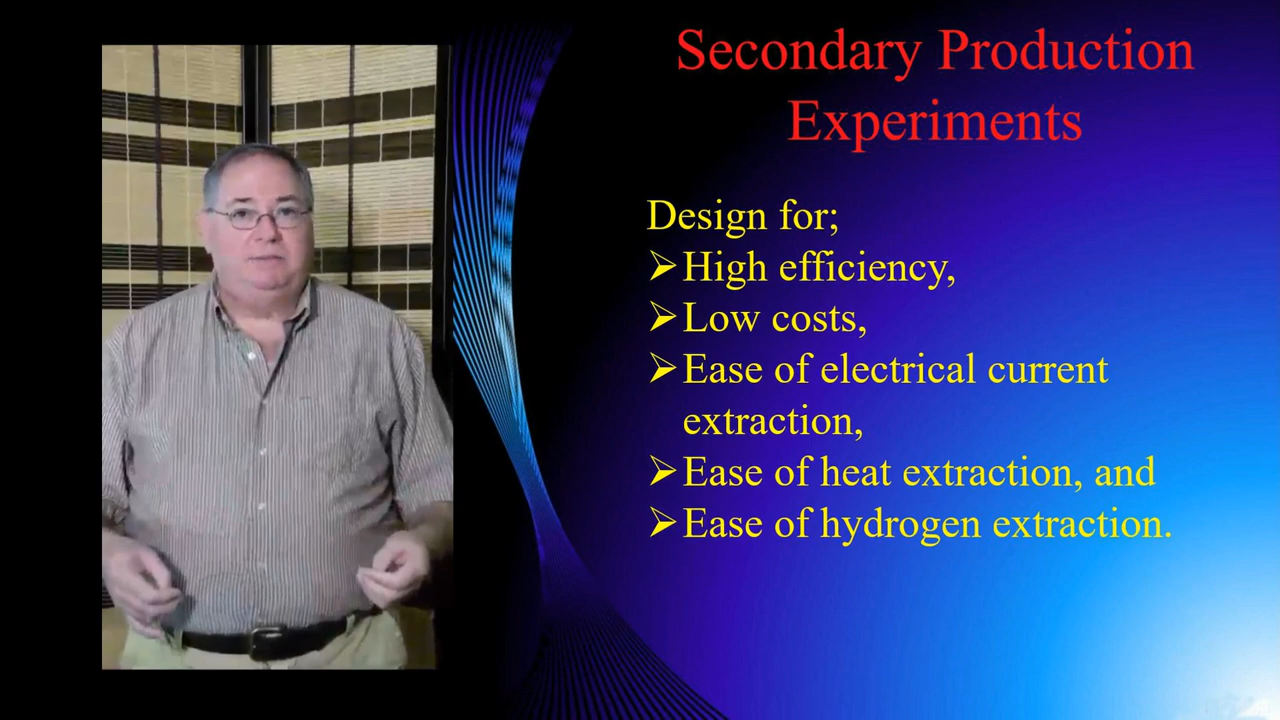 Secondary Production
Experiments
Design for;
➢High efficiency,
➢Low costs,
➢Ease of electrical current
extraction,
➢Ease of heat extraction, and
➢Ease of hydrogen extraction.